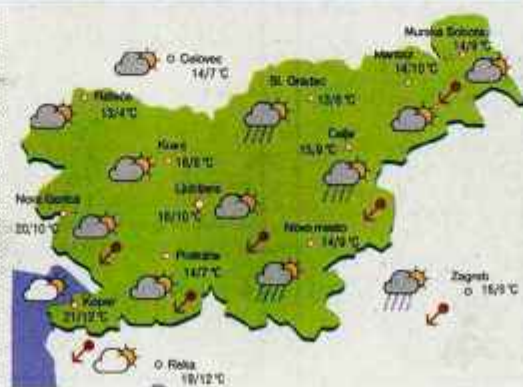 Murska Sobota
14/9 °C
Celovec
14/7 °C
Maribor
14/10 °C
Sl. Gradec
13/8 °C
Rateče
13/4 °C
Celje
15/9 °C
Kranj
16/8 °C
Ljubljana
16/10 °C
Nova Gorica
20/10 °C
Novo mesto
14/9 °C
Postojna
14/7 °C
Zagreb
15/8 °C
Koper
21/12 °C
Reka
19/12 °C